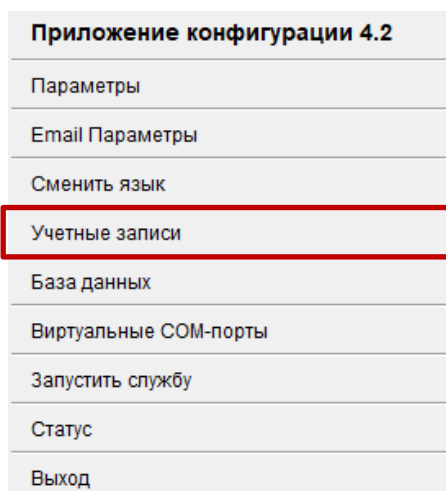 Приложение конфигурации 4.2
Параметры
Email Параметры
Сменить язык
Учетные записи
База данных
Виртуальные COM-порты
Запустить службу
Статус
Выход